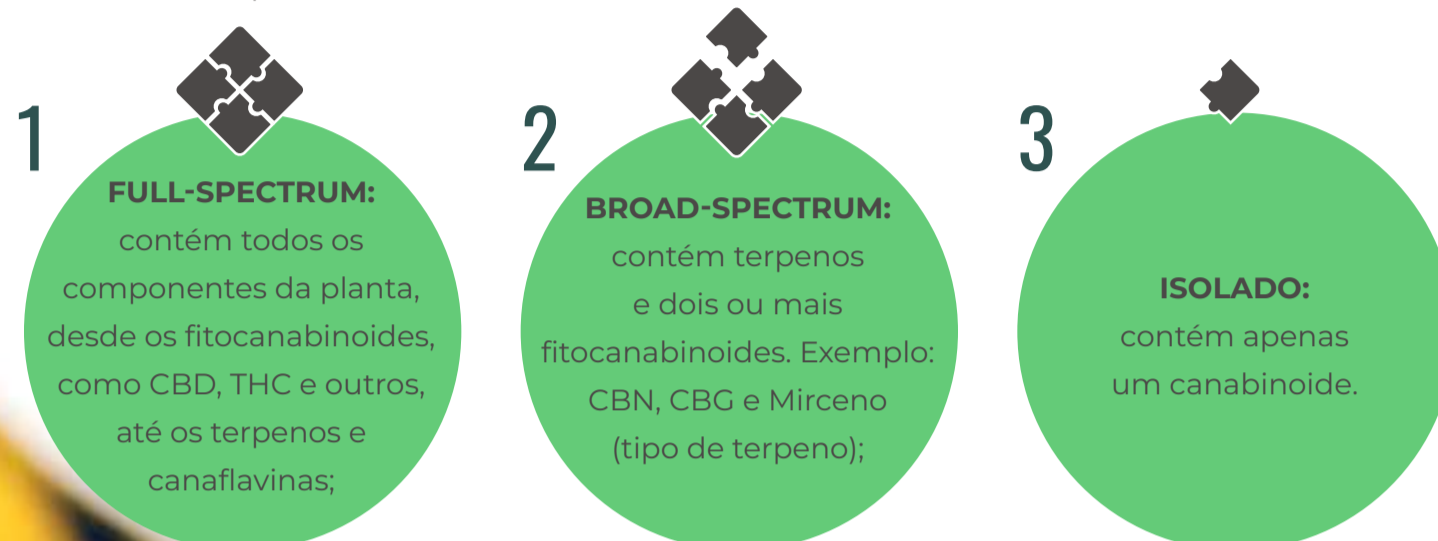 1
FULL-SPECTRUM:
contém todos os
componentes da planta,
desde os fitocanabinoides,
como CBD, THC e outros,
até os terpenos e
canaflavinas;
2
BROAD-SPECTRUM:
contém terpenos
e dois ou mais
fitocanabinoides. Exemplo:
CBN, CBG e Mirceno
(tipo de terpeno);
3
ISOLADO:
contém apenas
um canabinoide.